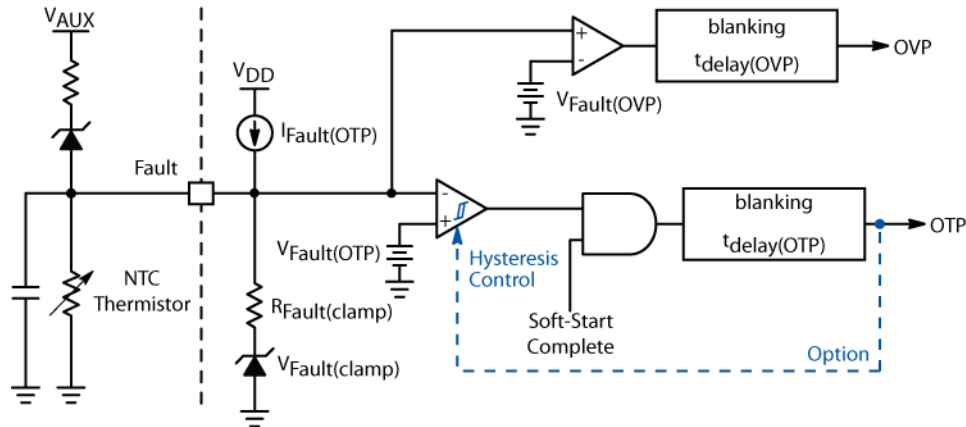 VAUX
VDD
IFault(OTP)
Fault
+
-
VFault(OVP)
blanking
tdelay(OVP)
OVP
-
+
VFault(OTP)
Hysteresis
Control
blanking
tdelay(OTP)
OTP
NTC
Thermistor
RFault(clamp)
VFault(clamp)
Soft-Start
Complete
Option